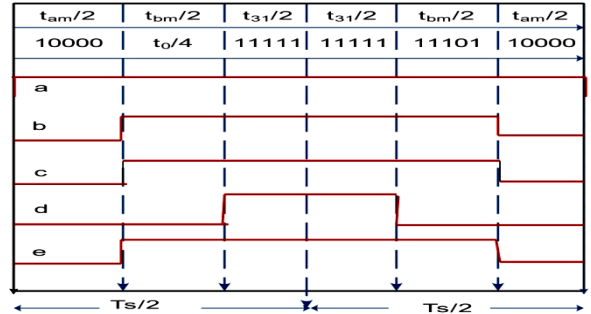 tam/2 tbm/2 t31/2 t31/2 tbm/2 tam/2
10000 t0/4 11111 11111 11101 10000
a
b
c
d
e
Ts/2 Ts/2